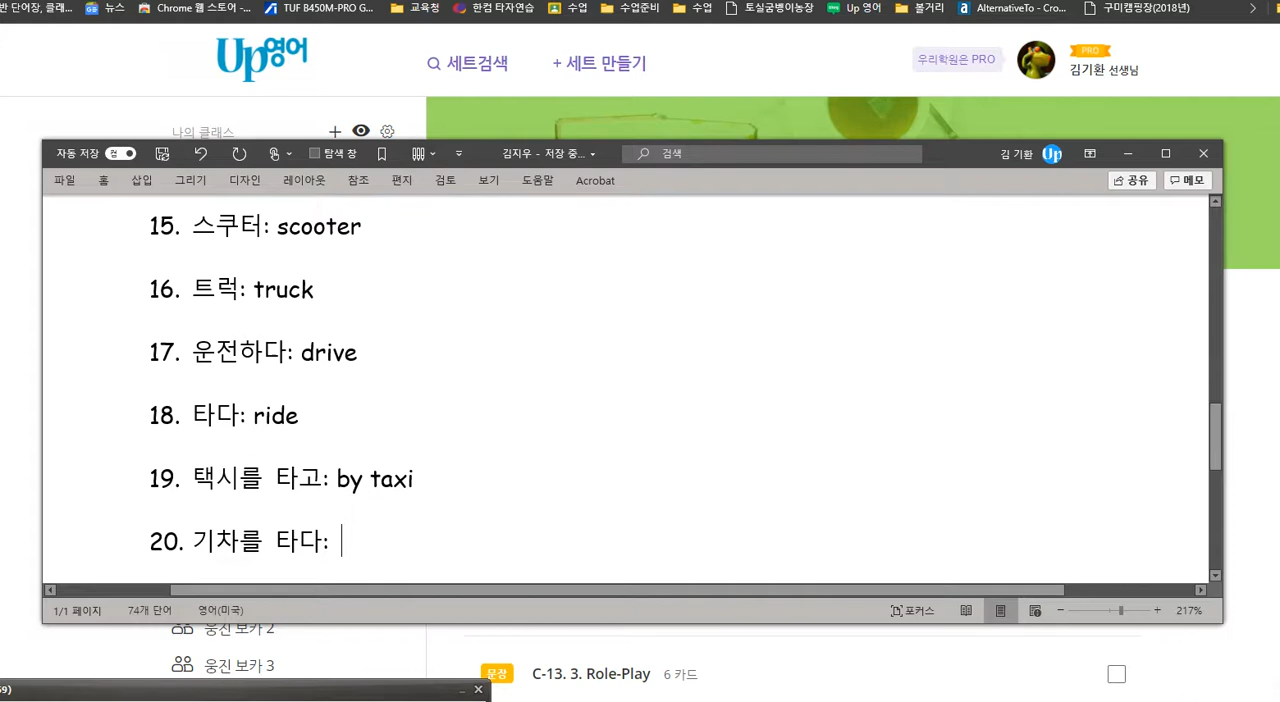 반 단어장, 클래... 뉴스 Chrome 웹 스토어 -... TUF B450M-PRO G... 교육청 한컴 타자연습 수업 수업준비 수업 토실굼벵이농장 Up 영어 볼거리 AlternativeTo - Cro... 구미캠핑장(2018년)
Up영어 세트검색 + 세트 만들기 우리학원은 PRO PRO
김기환 선생님
나의 클래스
자동 저장 켬 탐색 창 김지우 - 저장 중... 검색 김 기환 Up
파일 홈 삽입 그리기 디자인 레이아웃 참조 편지 검토 보기 도움말 Acrobat 공유 메모
15. 스쿠터: scooter
16. 트럭: truck
17. 운전하다: drive
18. 타다: ride
19. 택시를 타고: by taxi
20. 기차를 타다:
1/1 페이지 74개 단어 영어(미국) 포커스 217%
웅진 보카 2
웅진 보카 3
문장 C-13. 3. Role-Play 6 카드